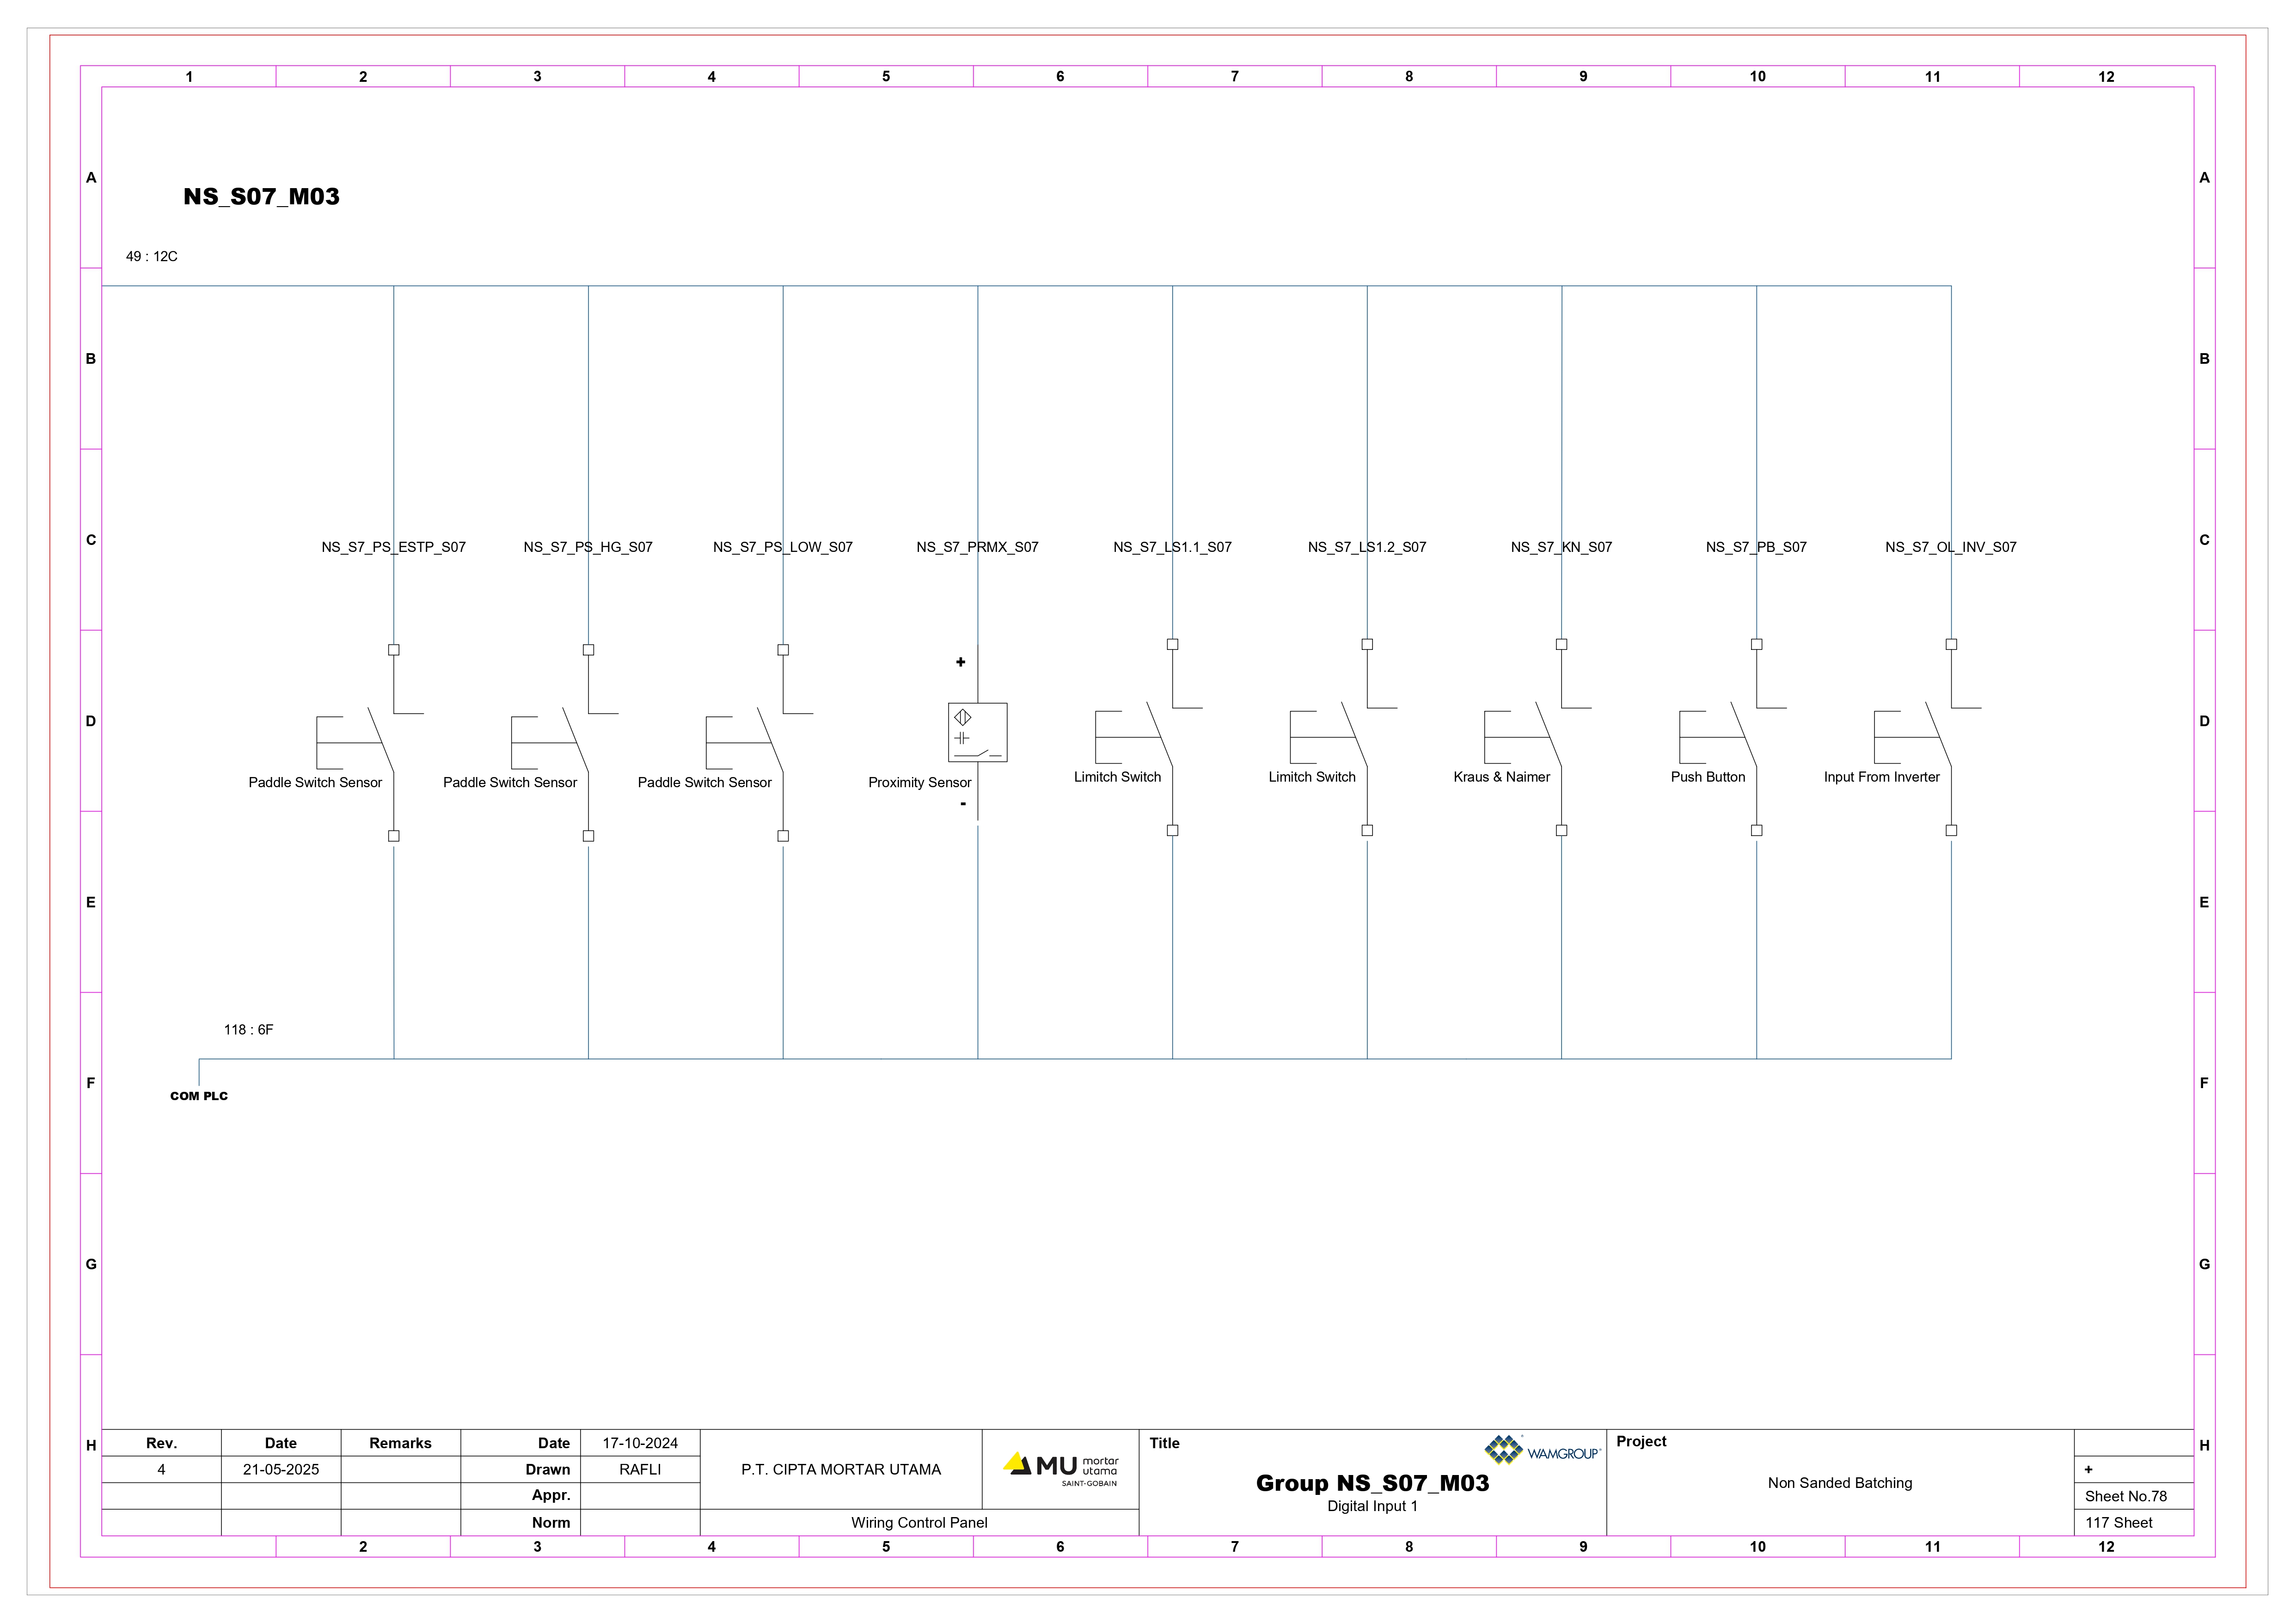 1 2 3 4 5 6 7 8 9 10 11 12
A A
NS_S07_M03
49 : 12C
B B
C C
NS_S7_PS_ESTP_S07 NS_S7_PS_HG_S07 NS_S7_PS_LOW_S07 NS_S7_PRMX_S07 NS_S7_LS1.1_S07 NS_S7_LS1.2_S07 NS_S7_KN_S07 NS_S7_PB_S07 NS_S7_OL_INV_S07
+
D D
Paddle Switch Sensor Paddle Switch Sensor Paddle Switch Sensor Proximity Sensor Limitch Switch Limitch Switch Kraus & Naimer Push Button Input From Inverter
-
E E
118 : 6F
F F
COM PLC
G G
H H
Rev. Date Remarks Date 17-10-2024
4 21-05-2025 Drawn RAFLI
Appr.
Norm
P.T. CIPTA MORTAR UTAMA
MU mortar utama
SAINT-GOBAIN
Wiring Control Panel
Title
WAMGROUP®
Group NS_S07_M03
Digital Input 1
Project
Non Sanded Batching
+
Sheet No.78
117 Sheet
2 3 4 5 6 7 8 9 10 11 12